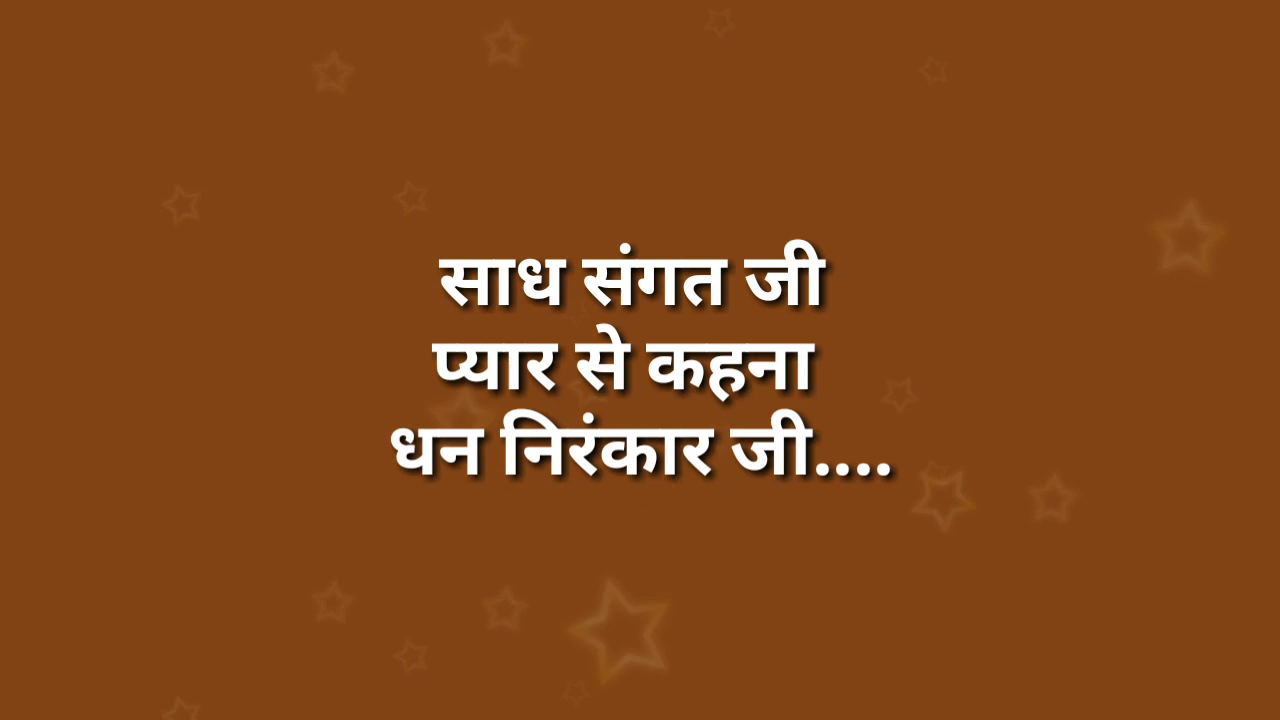 साध संगत जी
प्यार से कहना
धन निरंकार जी....